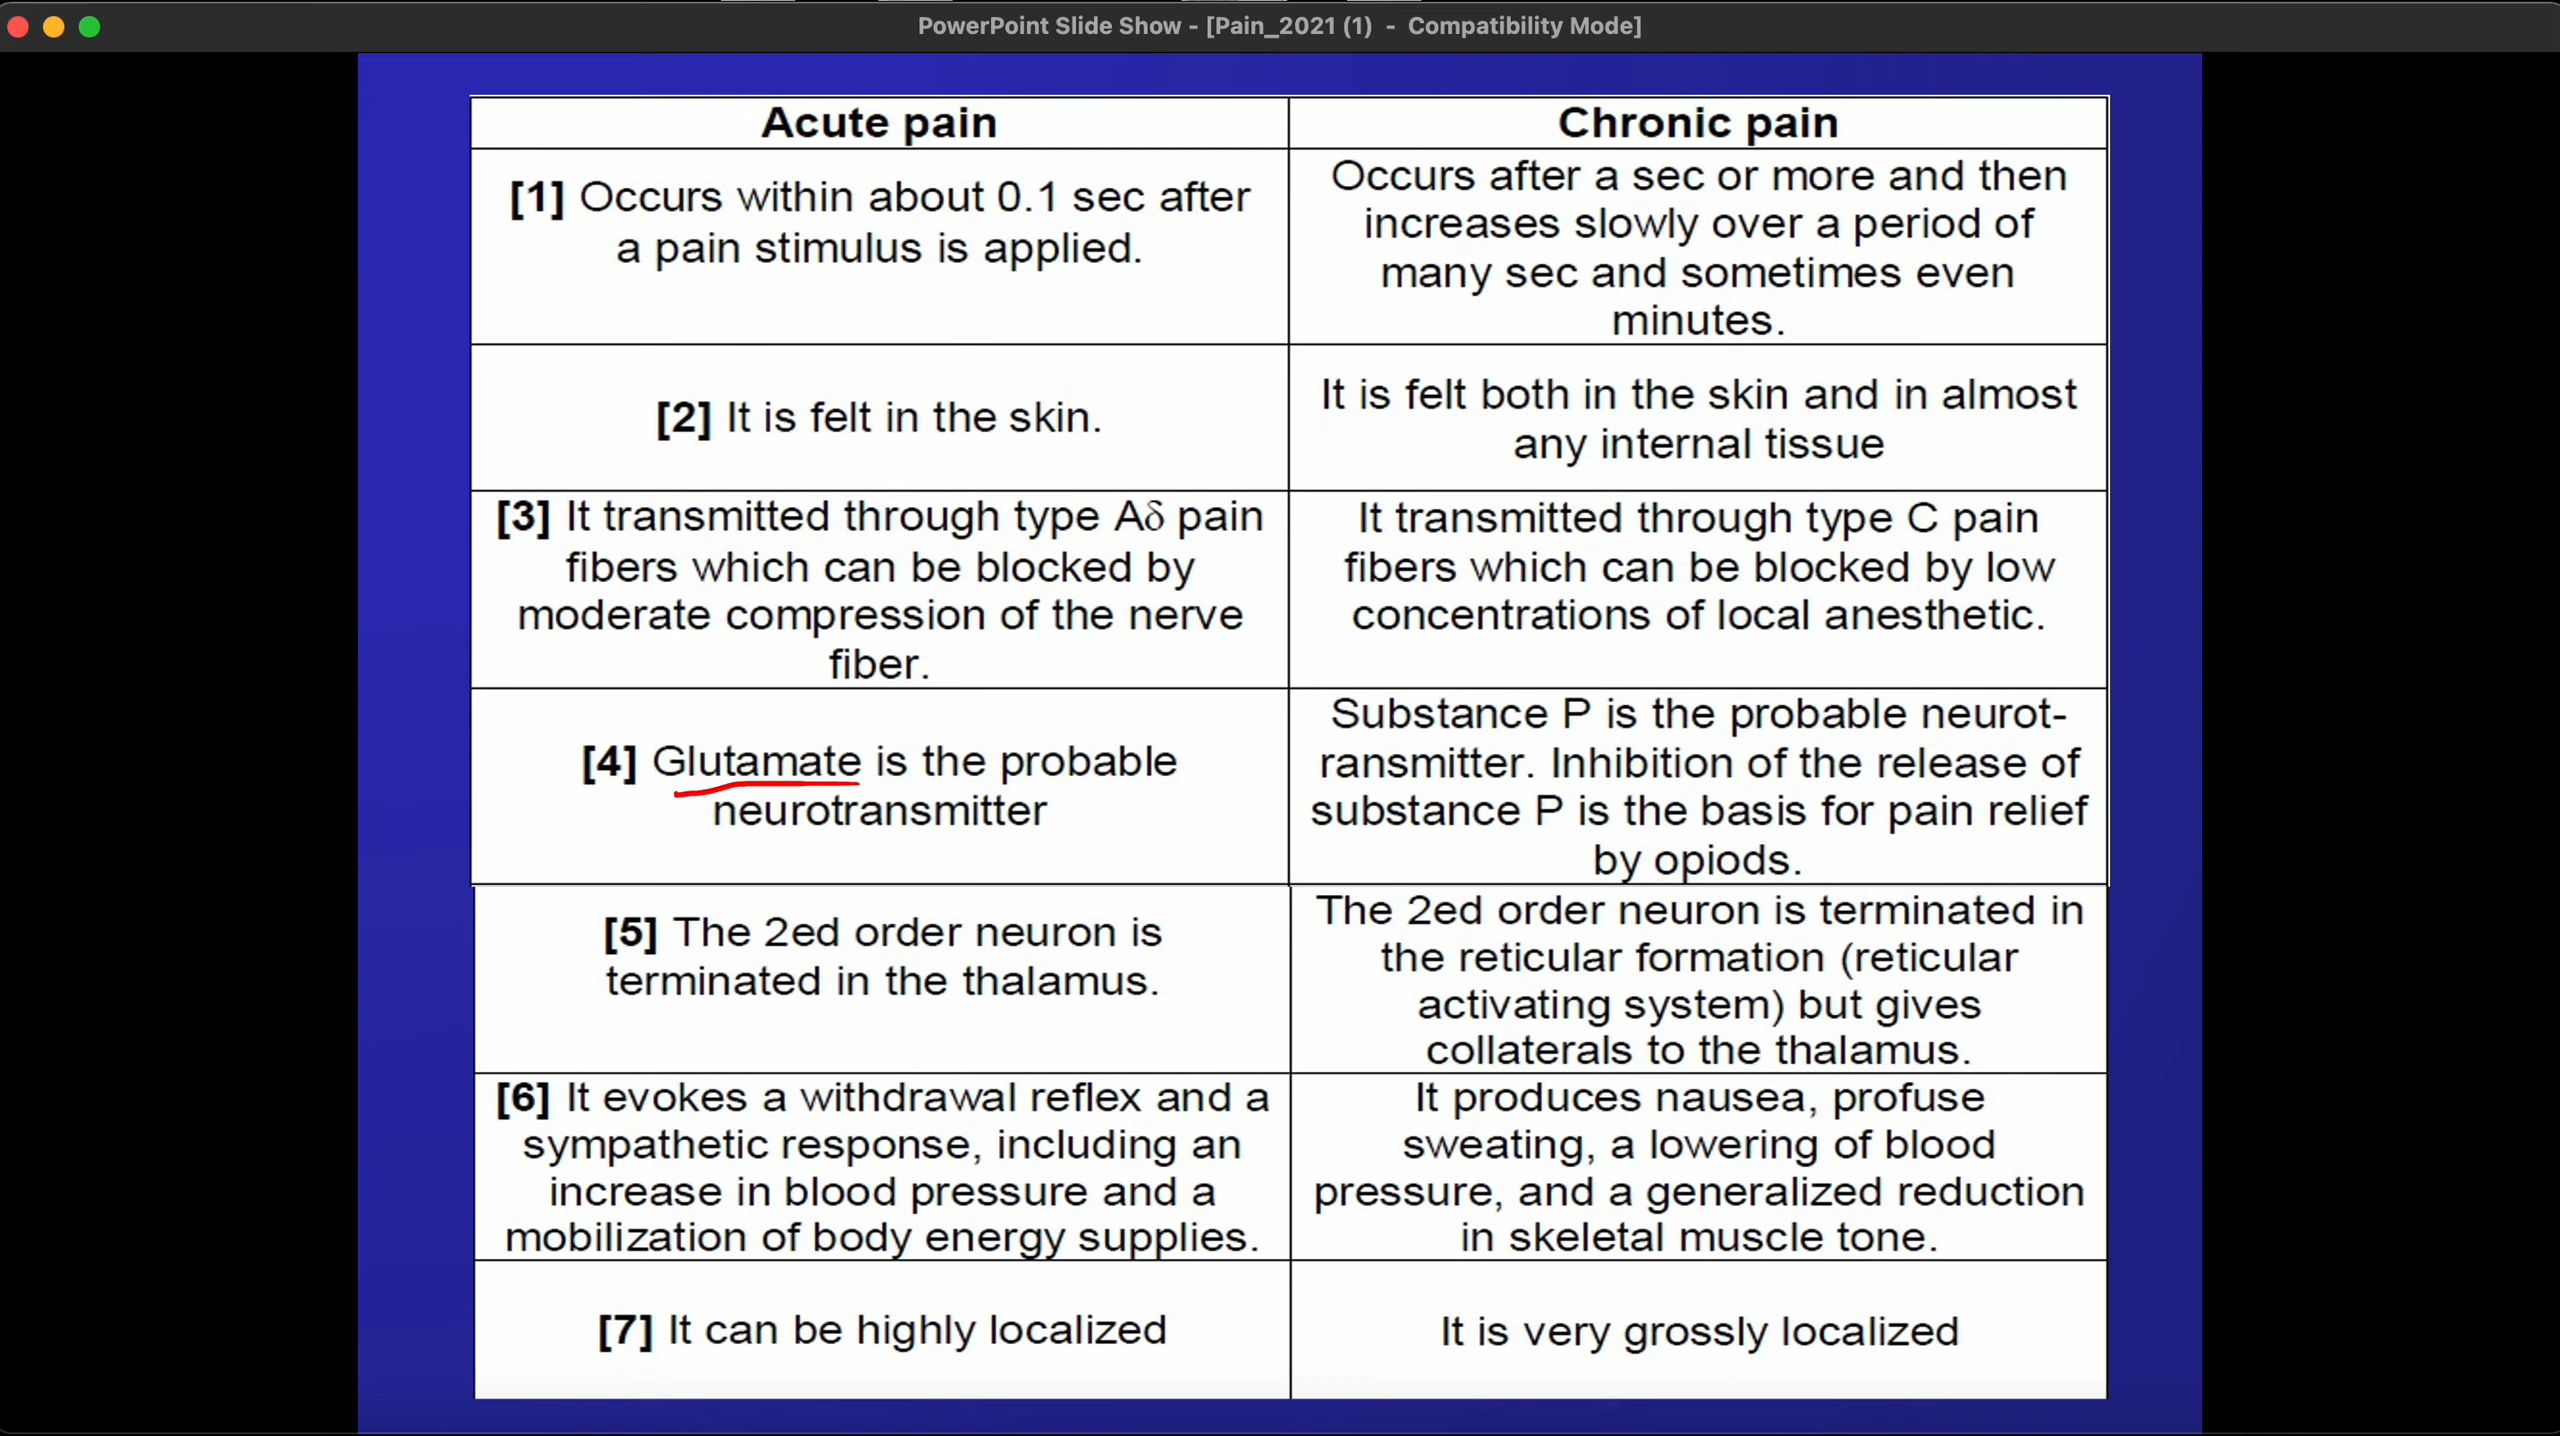 PowerPoint Slide Show - [Pain_2021 (1) - Compatibility Mode]
Acute pain
Chronic pain
[1] Occurs within about 0.1 sec after
a pain stimulus is applied.
Occurs after a sec or more and then
increases slowly over a period of
many sec and sometimes even
minutes.
[2] It is felt in the skin.
It is felt both in the skin and in almost
any internal tissue
[3] It transmitted through type Aδ pain
fibers which can be blocked by
moderate compression of the nerve
fiber.
It transmitted through type C pain
fibers which can be blocked by low
concentrations of local anesthetic.
[4] Glutamate is the probable
neurotransmitter
Substance P is the probable neurot-
ransmitter. Inhibition of the release of
substance P is the basis for pain relief
by opiods.
[5] The 2ed order neuron is
terminated in the thalamus.
The 2ed order neuron is terminated in
the reticular formation (reticular
activating system) but gives
collaterals to the thalamus.
[6] It evokes a withdrawal reflex and a
sympathetic response, including an
increase in blood pressure and a
mobilization of body energy supplies.
It produces nausea, profuse
sweating, a lowering of blood
pressure, and a generalized reduction
in skeletal muscle tone.
[7] It can be highly localized
It is very grossly localized